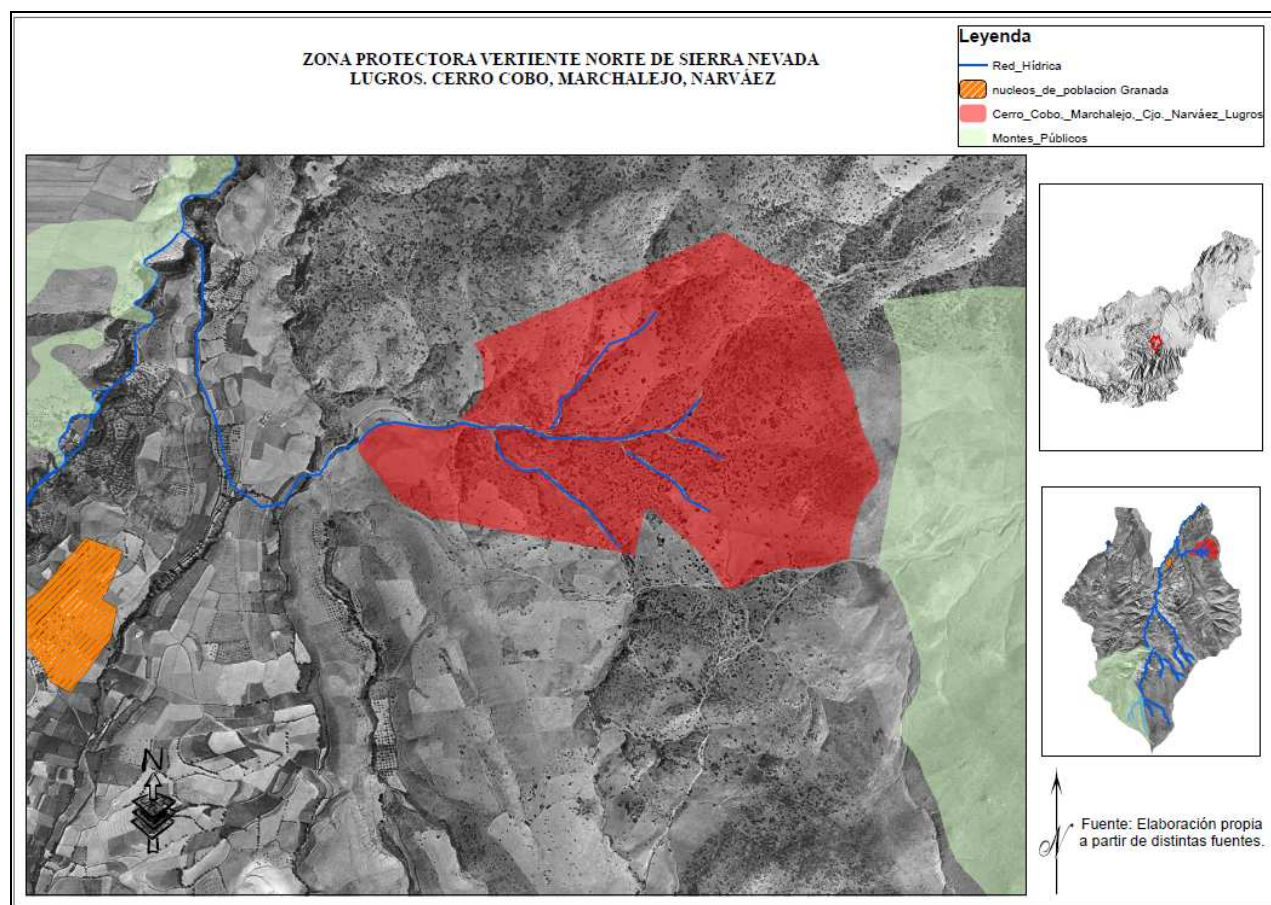 ZONA PROTECTORA VERTIENTE NORTE DE SIERRA NEVADA
LUGROS. CERRO COBO, MARCHALEJO, NARVÁEZ
Leyenda
Red_Hídrica
nucleos_de_poblacion Granada
Cerro_Cobo,_Marchalejo,_Cjo._Narváez_Lugros
Montes_Públicos
N
N
Fuente: Elaboración propia
a partir de distintas fuentes.